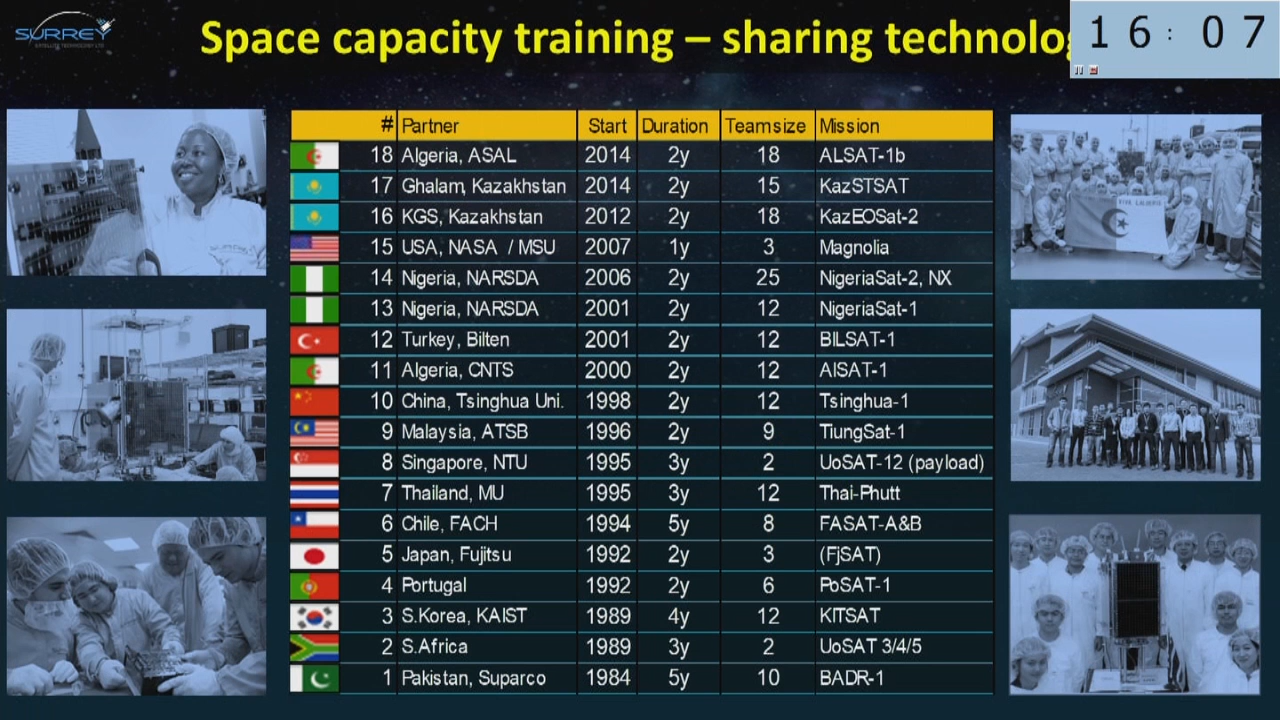 SURREY
SATELLITE TECHNOLOGY LTD
Space capacity training – sharing technolo
16:07
# Partner Start Duration Teamsize Mission
18 Algeria, ASAL 2014 2y 18 ALSAT-1b
17 Ghalam, Kazakhstan 2014 2y 15 KazSTSAT
16 KGS, Kazakhstan 2012 2y 18 KazEOSat-2
15 USA, NASA / MSU 2007 1y 3 Magnolia
14 Nigeria, NARSDA 2006 2y 25 NigeriaSat-2, NX
13 Nigeria, NARSDA 2001 2y 12 NigeriaSat-1
12 Turkey, Bilten 2001 2y 12 BILSAT-1
11 Algeria, CNTS 2000 2y 12 AlSAT-1
10 China, Tsinghua Uni. 1998 2y 12 Tsinghua-1
9 Malaysia, ATSB 1996 2y 9 TiungSat-1
8 Singapore, NTU 1995 3y 2 UoSAT-12 (payload)
7 Thailand, MU 1995 3y 12 Thai-Phutt
6 Chile, FACH 1994 5y 8 FASAT-A&B
5 Japan, Fujitsu 1992 2y 3 (FjSAT)
4 Portugal 1992 2y 6 PoSAT-1
3 S.Korea, KAIST 1989 4y 12 KITSAT
2 S.Africa 1989 3y 2 UoSAT 3/4/5
1 Pakistan, Suparco 1984 5y 10 BADR-1